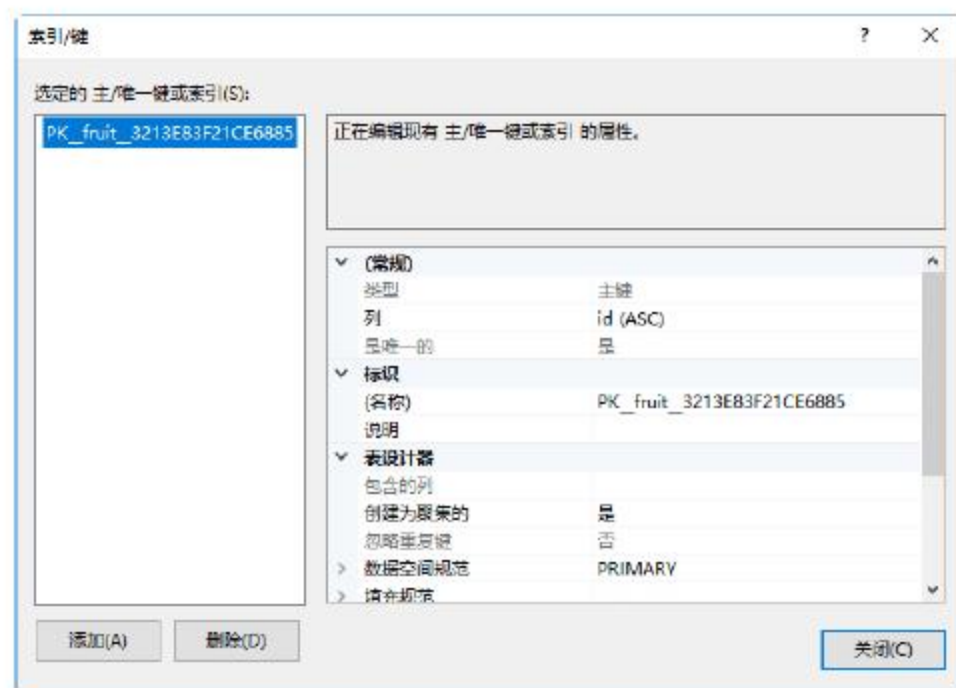 索引/键
?
选定的 主/唯一键或索引(S):
PK__fruit__3213E83F21CE6885
正在编辑现有 主/唯一键或索引 的属性。
(常规)
类型 主键
列 id (ASC)
是唯一的 是
标识
(名称) PK__fruit__3213E83F21CE6885
说明
表设计器
包含的列
创建为聚集的 是
忽略重复键 否
数据空间规范 PRIMARY
填充规范
添加(A) 删除(D)
关闭(C)